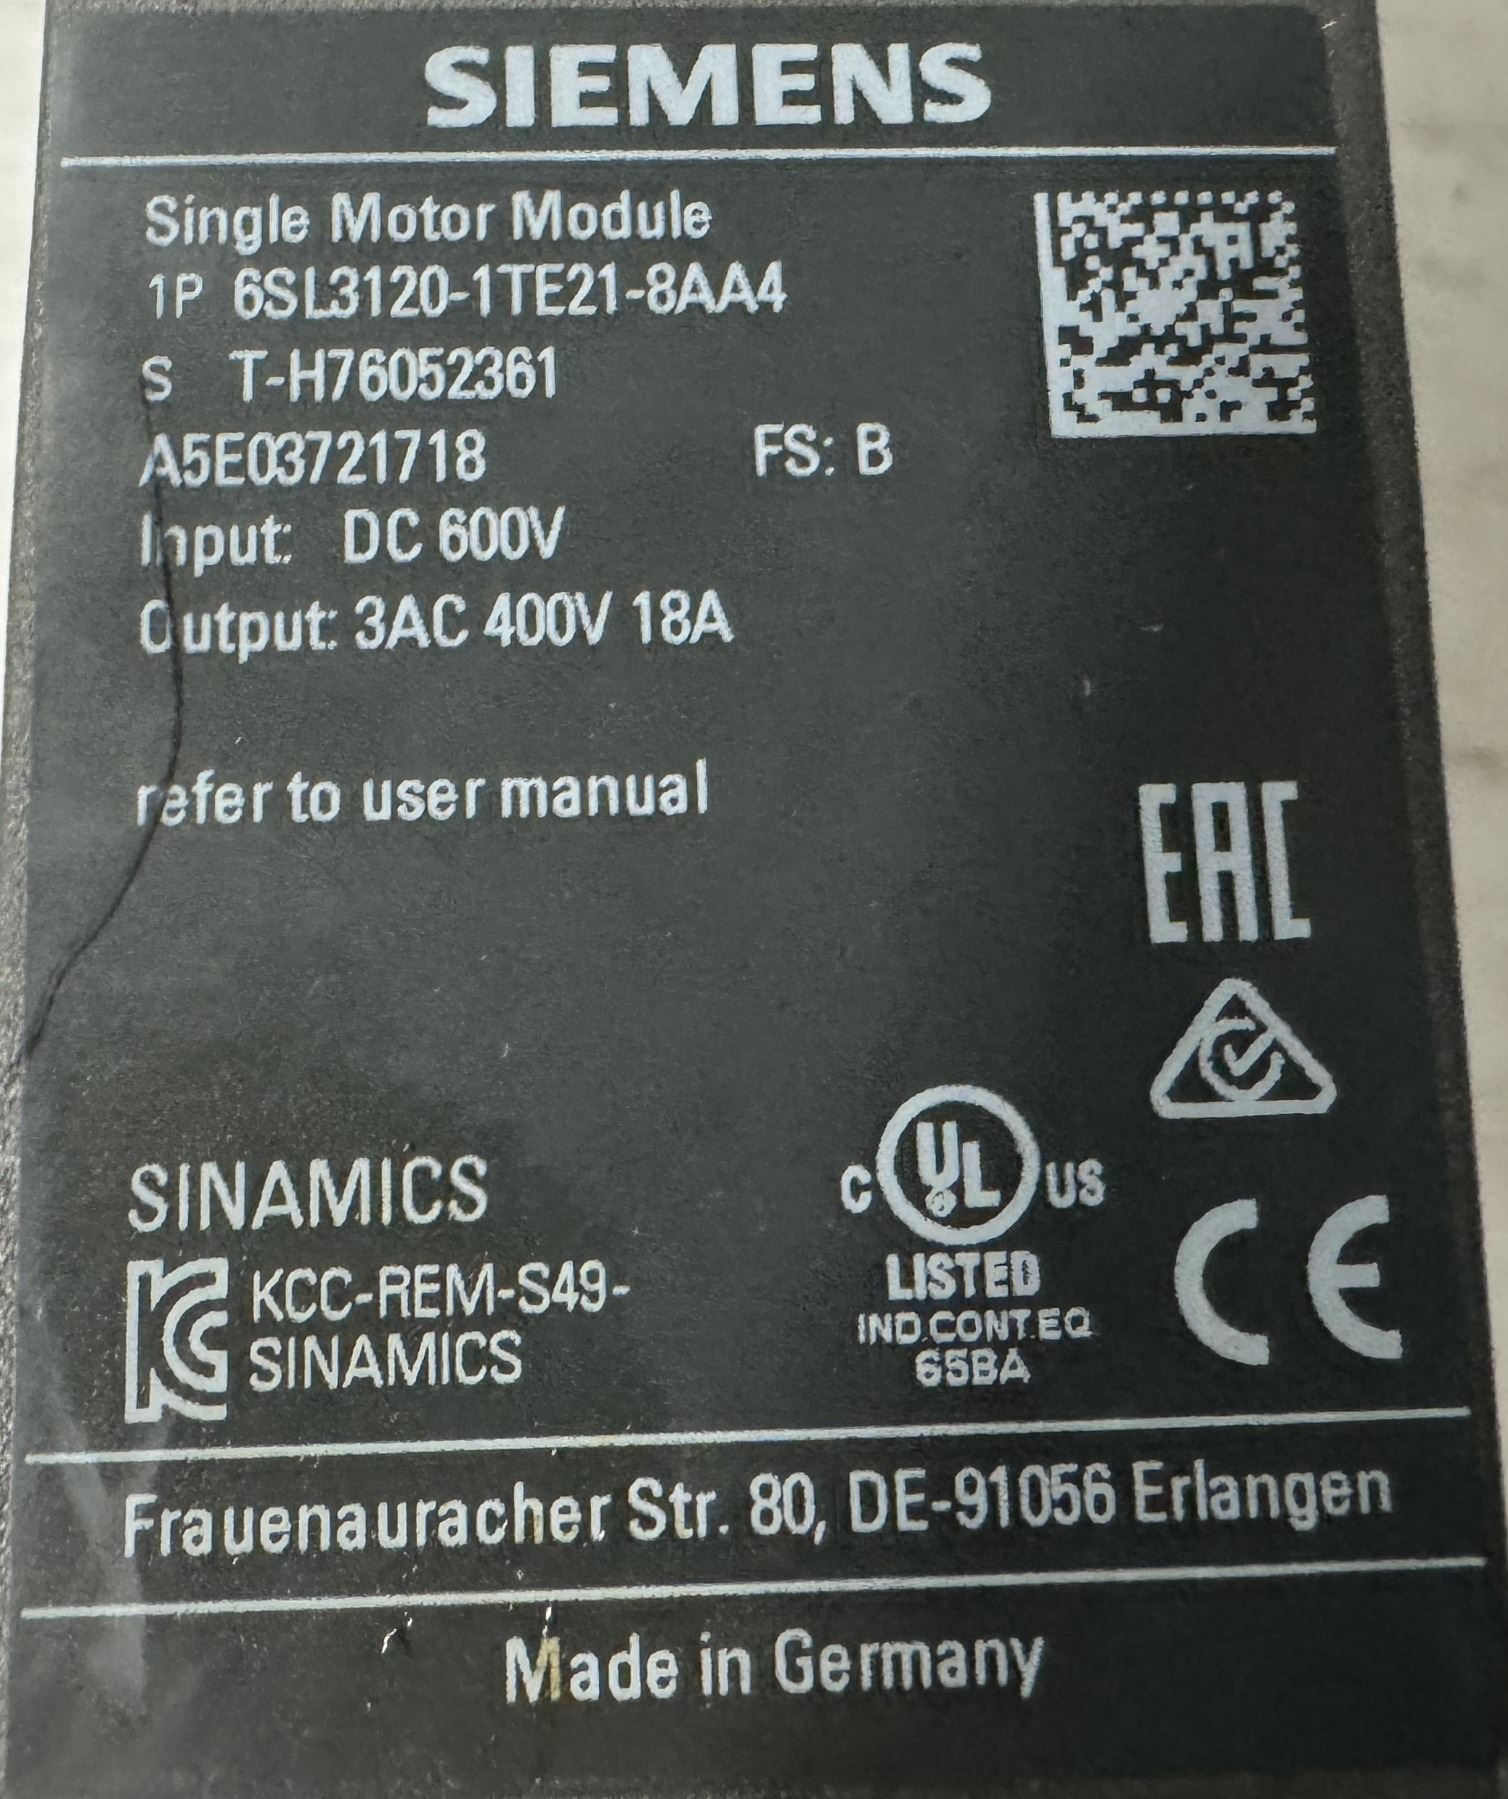 SIEMENS
Single Motor Module
1P 6SL3120-1TE21-8AA4
S T-H76052361
A5E03721718 FS: B
Input: DC 600V
Output: 3AC 400V 18A
refer to user manual
EAC
SINAMICS
C UL US
LISTED
IND.CONT.EQ
65BA
CE
KCC-REM-S49-
SINAMICS
Frauenauracher Str. 80, DE-91056 Erlangen
Made in Germany